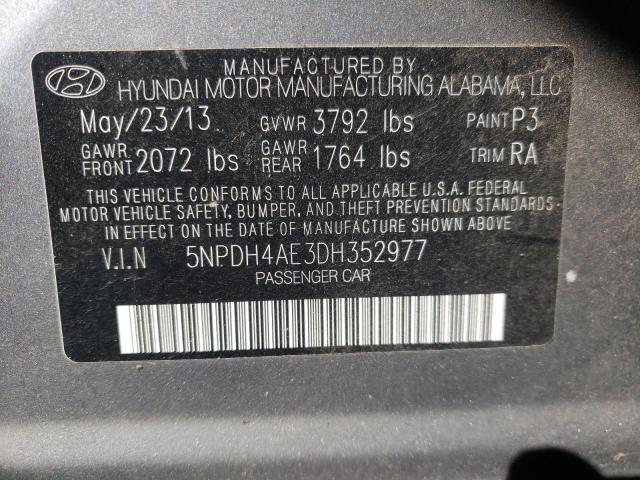 MANUFACTURED BY
HYUNDAI MOTOR MANUFACTURING ALABAMA, LLC
May/23/13 GVWR 3792 lbs PAINT P3
GAWR FRONT 2072 lbs GAWR REAR 1764 lbs TRIM RA
THIS VEHICLE CONFORMS TO ALL APPLICABLE U.S.A. FEDERAL
MOTOR VEHICLE SAFETY, BUMPER, AND THEFT PREVENTION STANDARDS
IN EFFECT ON THE DATE OF MANUFACTURE SHOWN ABOVE
V.I.N 5NPDH4AE3DH352977
PASSENGER CAR